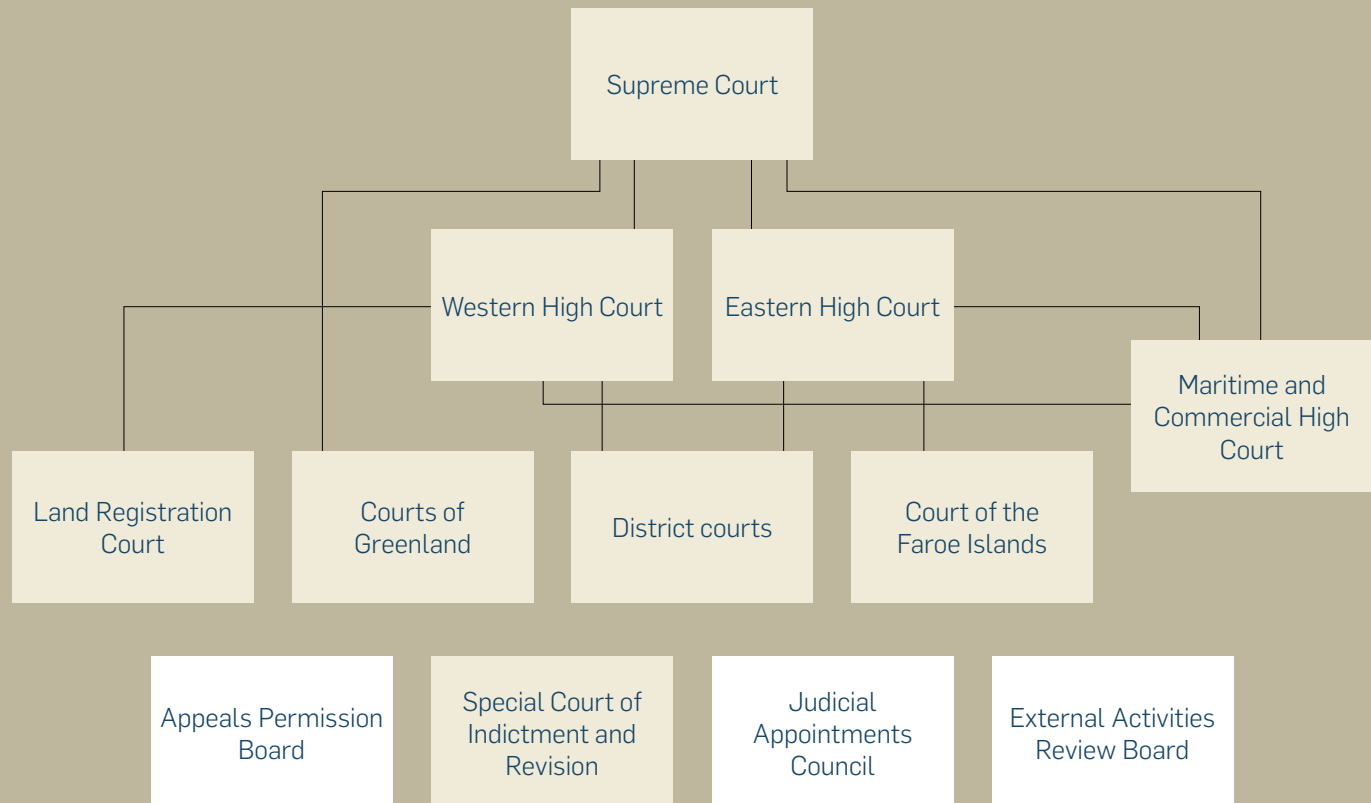 Supreme Court
Western High Court
Eastern High Court
Maritime and
Commercial High
Court
Land Registration
Court
Courts of
Greenland
District courts
Court of the
Faroe Islands
Appeals Permission
Board
Special Court of
Indictment and
Revision
Judicial
Appointments
Council
External Activities
Review Board